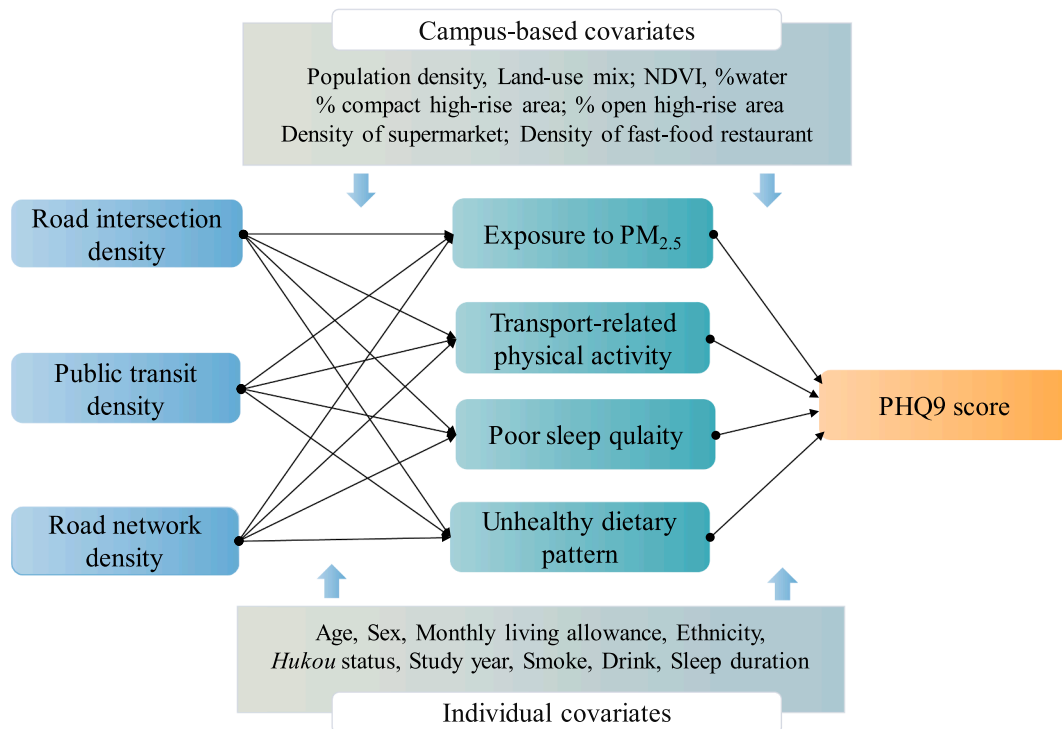 Campus-based covariates
Population density, Land-use mix; NDVI, %water
% compact high-rise area; % open high-rise area
Density of supermarket; Density of fast-food restaurant
Road intersection
density
Public transit
density
Road network
density
Exposure to PM2.5
Transport-related
physical activity
Poor sleep qulaity
Unhealthy dietary
pattern
PHQ9 score
Age, Sex, Monthly living allowance, Ethnicity,
Hukou status, Study year, Smoke, Drink, Sleep duration
Individual covariates